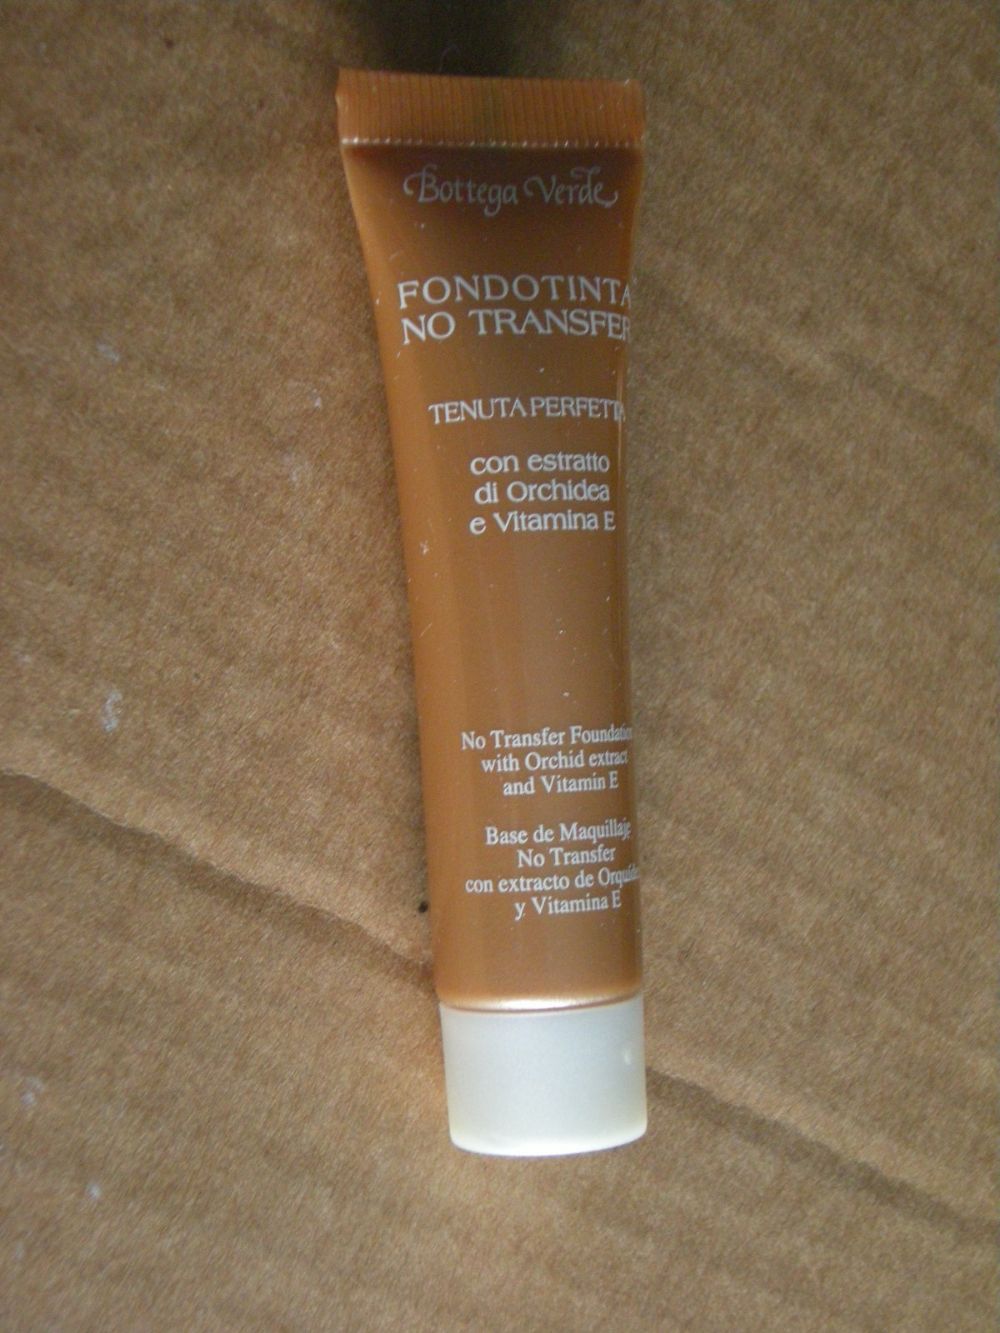 Bottega Verde
FONDOTINTA
NO TRANSFER
TENUTA PERFETTA
con estratto
di Orchidea
e Vitamina E
No Transfer Foundation
with Orchid extract
and Vitamin E
Base de Maquillaje
No Transfer
con extracto de Orquídea
y Vitamina E